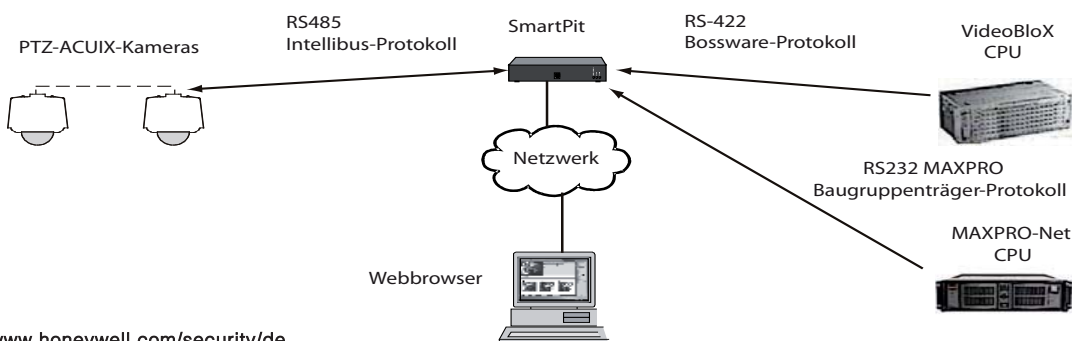 PTZ-ACUIX-Kameras
RS485
Intellibus-Protokoll
SmartPit
RS-422
Bossware-Protokoll
VideoBloX
CPU
Netzwerk
RS232 MAXPRO
Baugruppenträger-Protokoll
MAXPRO-Net
CPU
Webbrowser
www.honeywell.com/security/de